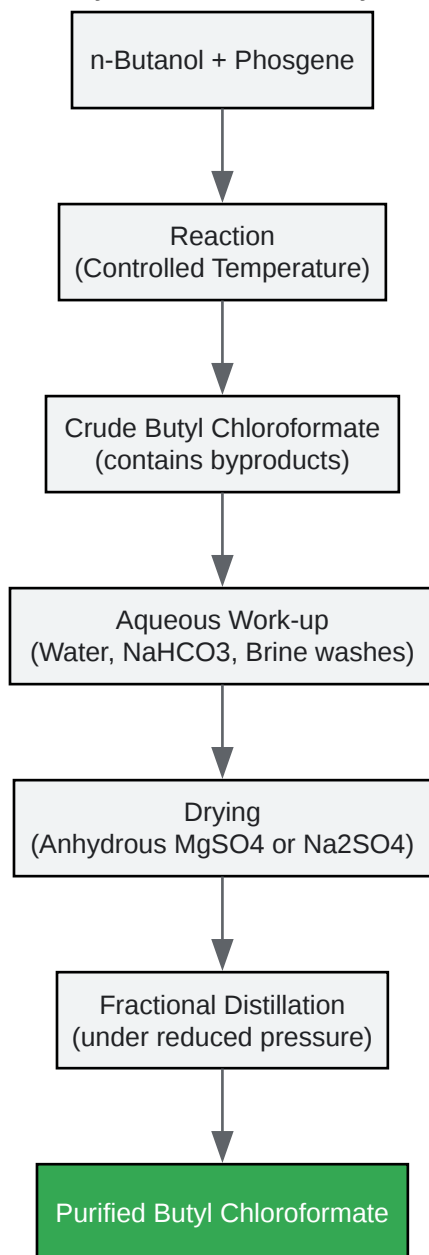 n-Butanol + Phosgene
Reaction
(Controlled Temperature)
Crude Butyl Chloroformate
(contains byproducts)
Aqueous Work-up
(Water, NaHCO3, Brine washes)
Drying
(Anhydrous MgSO4 or Na2SO4)
Fractional Distillation
(under reduced pressure)
Purified Butyl Chloroformate